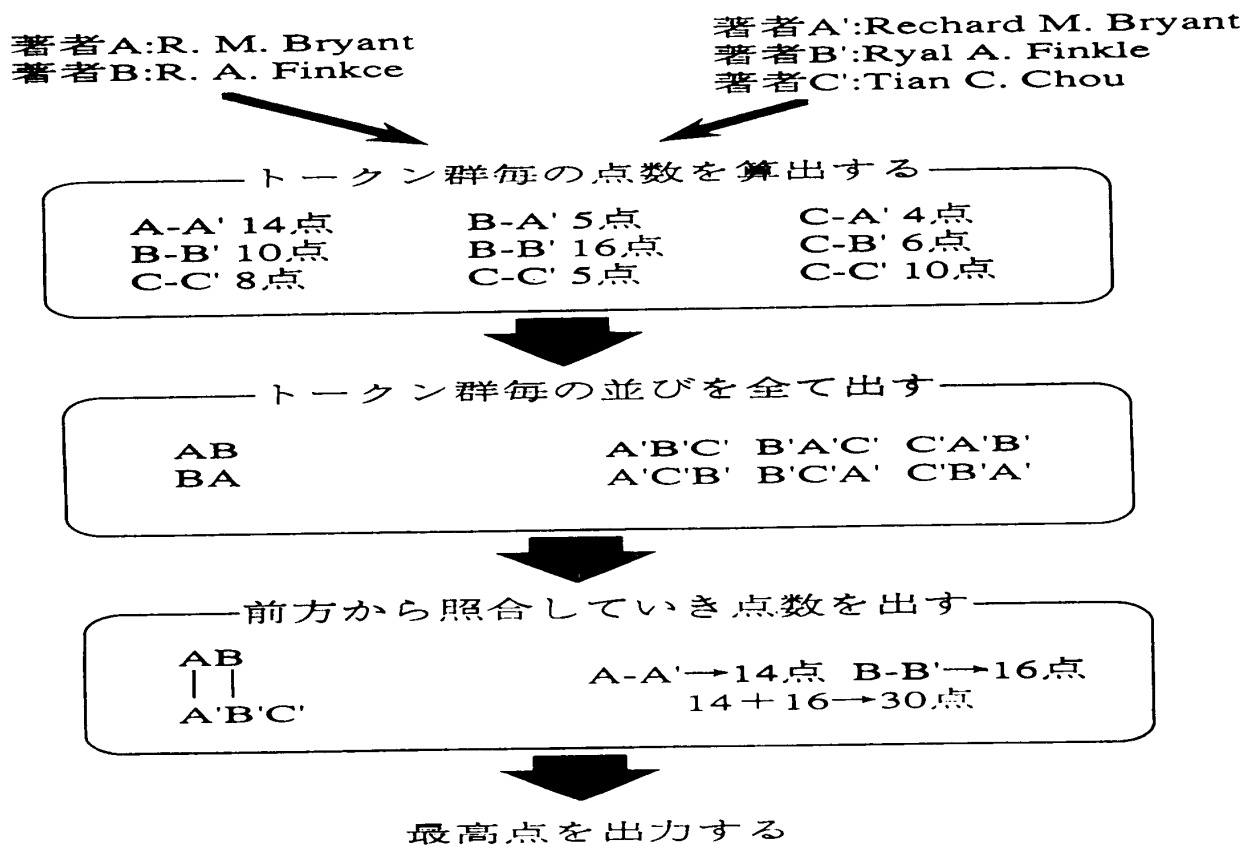 著者A:R. M. Bryant
著者B:R. A. Finkce
著者A':Rechard M. Bryant
著者B':Ryal A. Finkle
著者C':Tian C. Chou
トークン群毎の点数を算出する
A-A' 14点 B-A' 5点 C-A' 4点
B-B' 10点 B-B' 16点 C-B' 6点
C-C' 8点 C-C' 5点 C-C' 10点
トークン群毎の並びを全て出す
AB A'B'C' B'A'C' C'A'B'
BA A'C'B' B'C'A' C'B'A'
前方から照合していき点数を出す
AB
A'B'C'
A-A'→14点 B-B'→16点
14＋16→30点
最高点を出力する